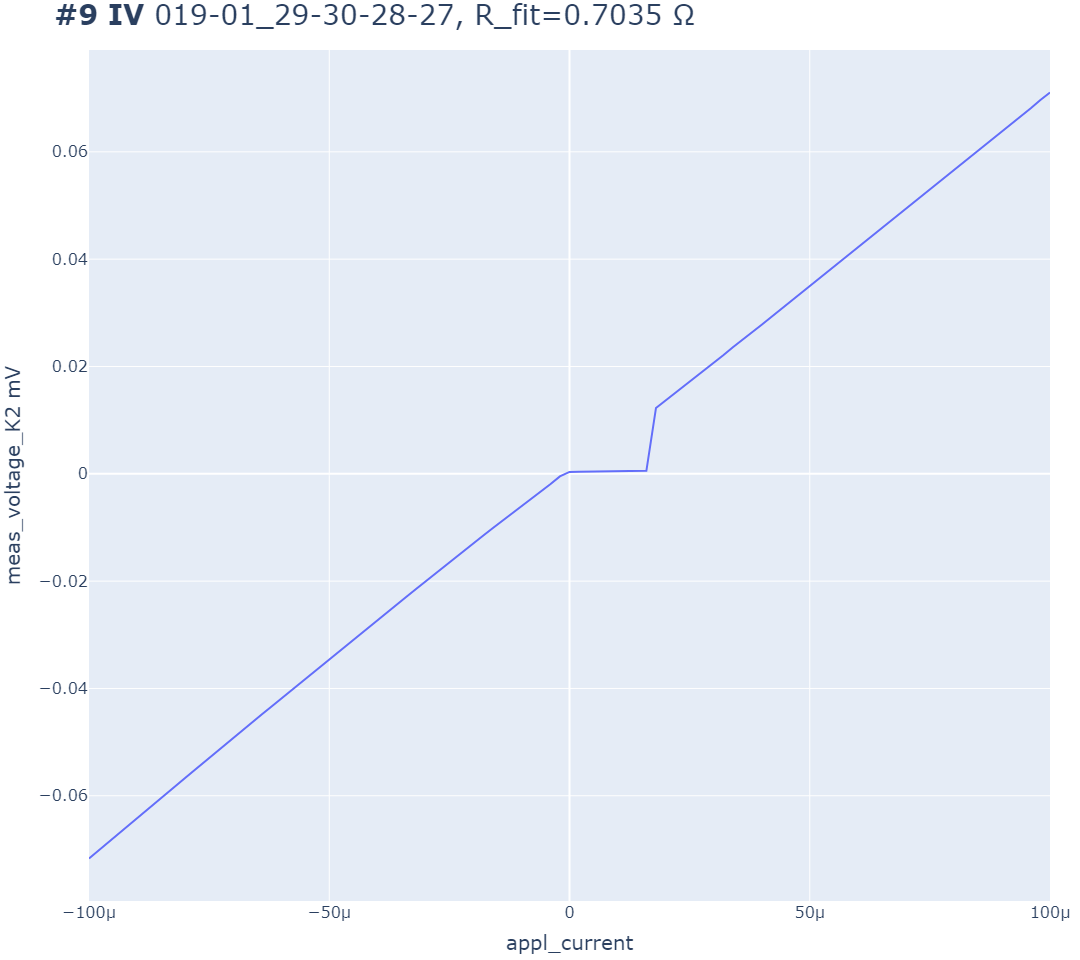 #9 IV 019-01_29-30-28-27, R_fit=0.7035 Ω
meas_voltage_K2 mV
0.06
0.04
0.02
0
−0.02
−0.04
−0.06
−100μ
−50μ
0
50μ
100μ
appl_current